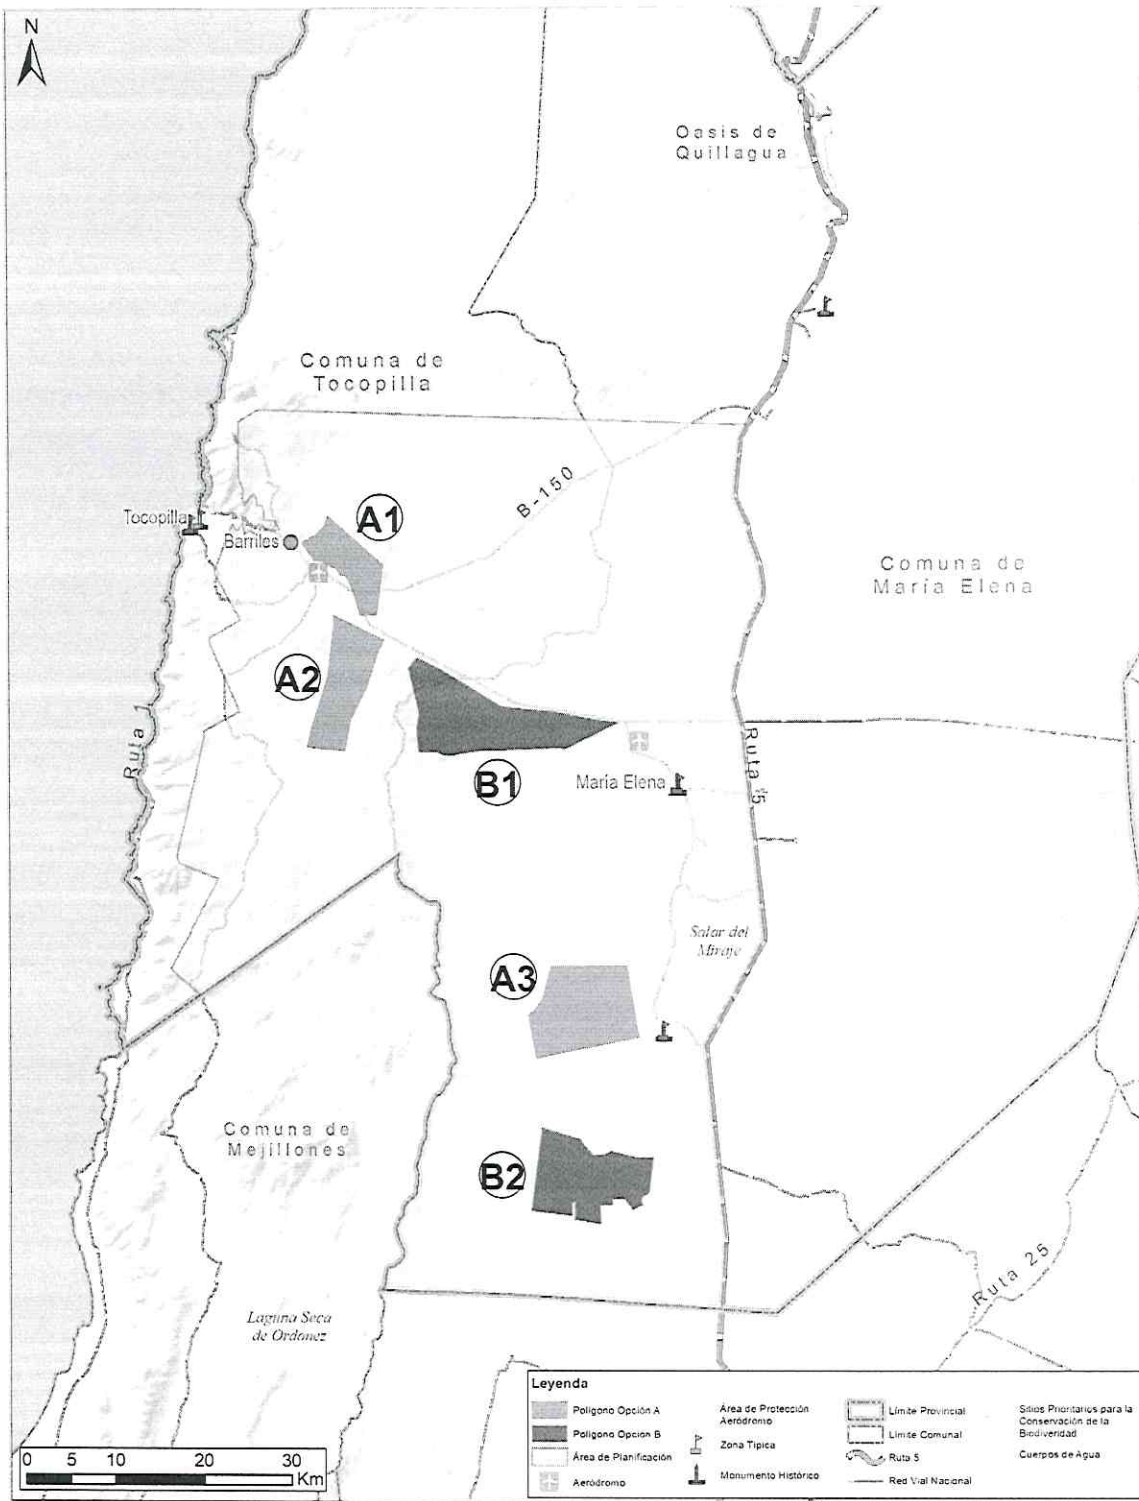 N
Oasis de
Quillagua
Comuna de
Tocopilla
B-150
A1
Tocopilla
Barriles
Comuna de
María Elena
A2
Ruta 1
B1
Ruta 5
María Elena
Salar del
Miraje
A3
Comuna de
Mejillones
B2
Ruta 25
Laguna Seca
de Ordonez
Leyenda
Polígono Opción A
Polígono Opción B
Área de Planificación
Aeródromo
Área de Protección
Aeródromo
Zona Típica
Monumento Histórico
Límite Provincial
Límite Comunal
Ruta 5
Red Vial Nacional
Sitios Prioritarios para la
Conservación de la
Biodiveridad
Cuerpos de Agua
0 5 10 20 30
Km